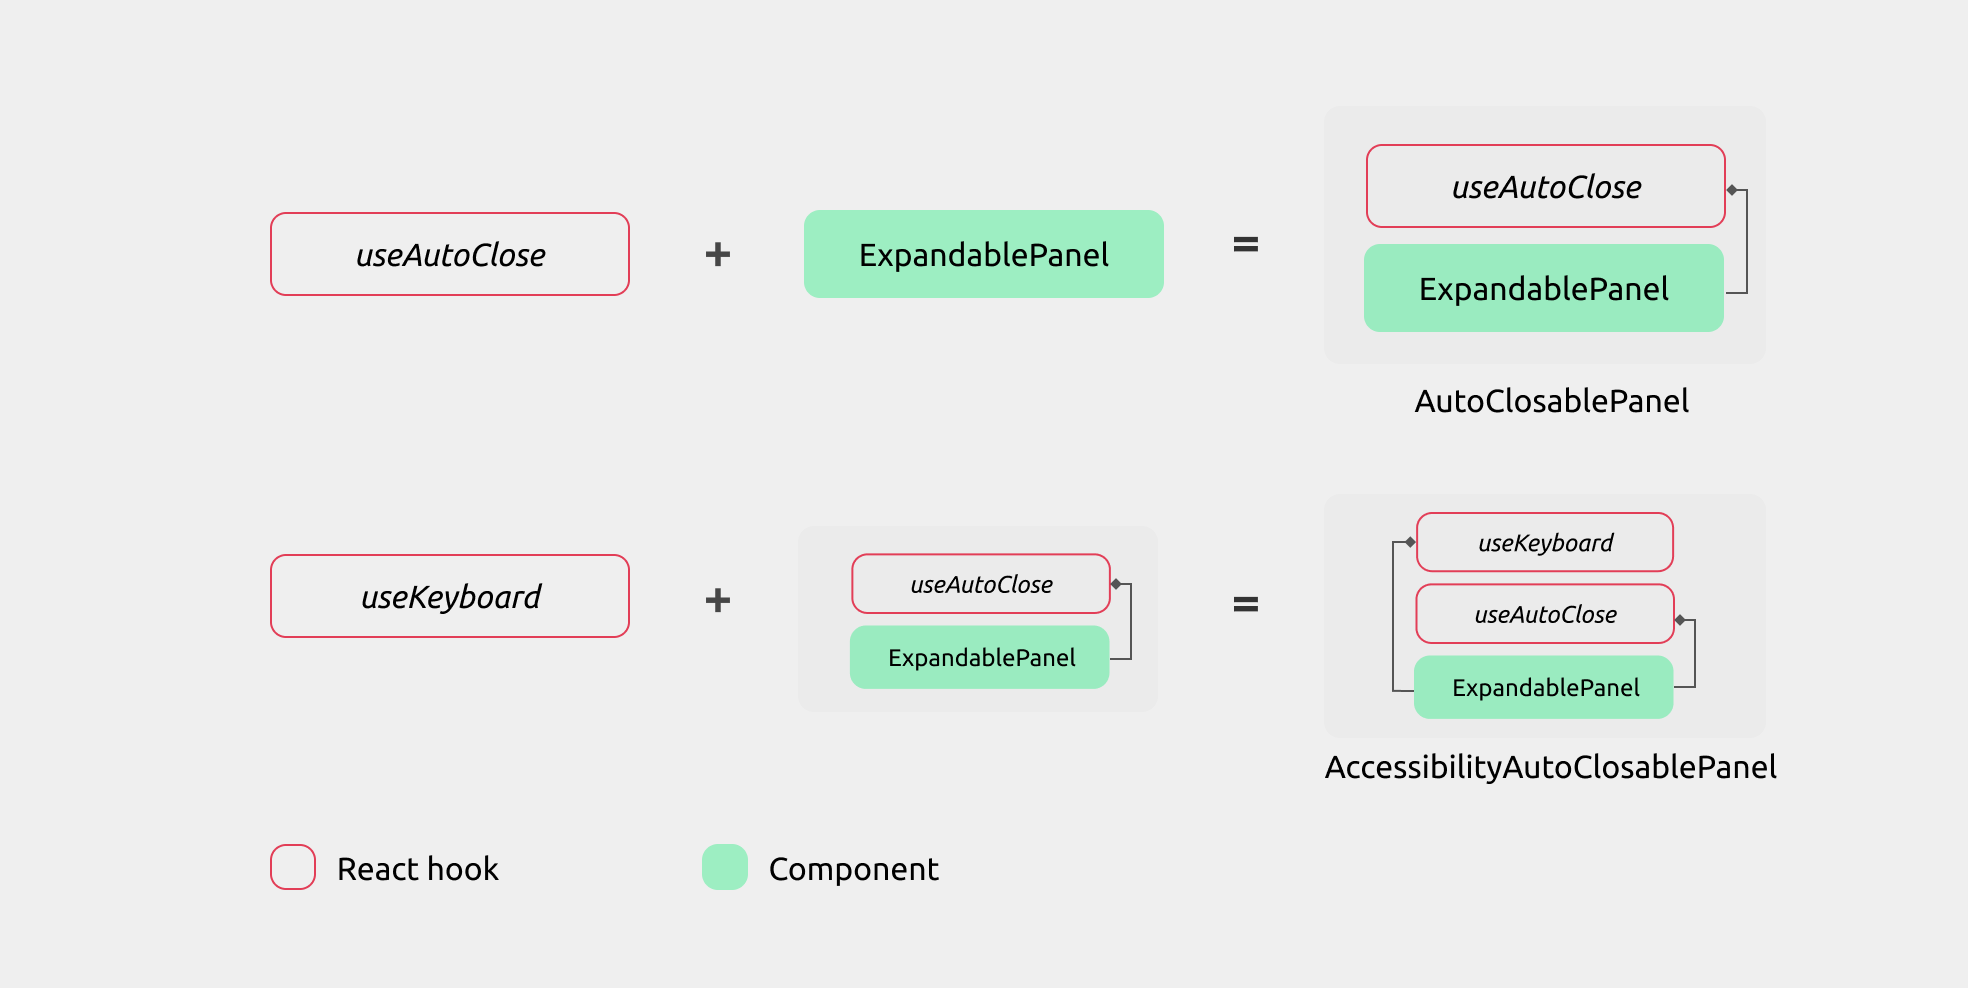 useAutoClose
+
ExpandablePanel
=
useAutoClose
ExpandablePanel
AutoClosablePanel
useKeyboard
+
useAutoClose
ExpandablePanel
=
useKeyboard
useAutoClose
ExpandablePanel
AccessibilityAutoClosablePanel
React hook
Component